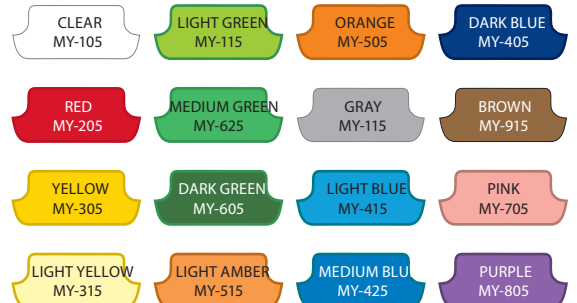 CLEAR
MY-105
LIGHT GREEN
MY-115
ORANGE
MY-505
DARK BLUE
MY-405
RED
MY-205
MEDIUM GREEN
MY-625
GRAY
MY-115
BROWN
MY-915
YELLOW
MY-305
DARK GREEN
MY-605
LIGHT BLUE
MY-415
PINK
MY-705
LIGHT YELLOW
MY-315
LIGHT AMBER
MY-515
MEDIUM BLU
MY-425
PURPLE
MY-805